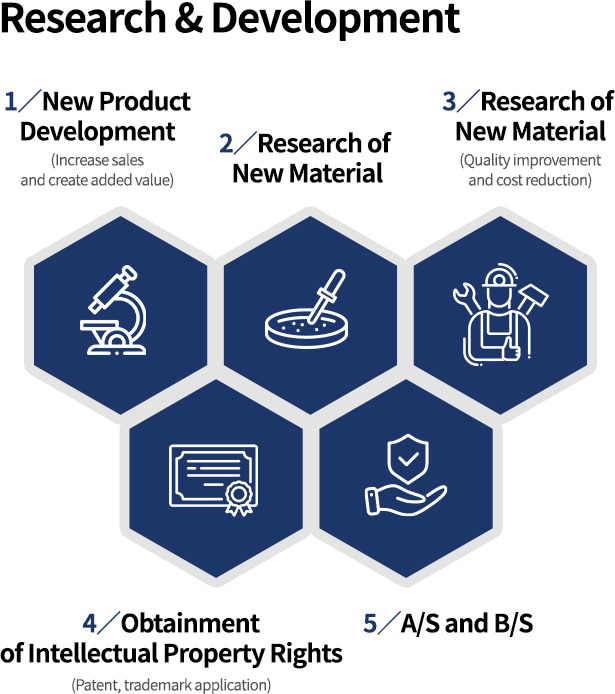 Research & Development
1/New Product
Development
(Increase sales
and create added value)
2/Research of
New Material
3/Research of
New Material
(Quality improvement
and cost reduction)
4/Obtainment
of Intellectual Property Rights
(Patent, trademark application)
5/A/S and B/S